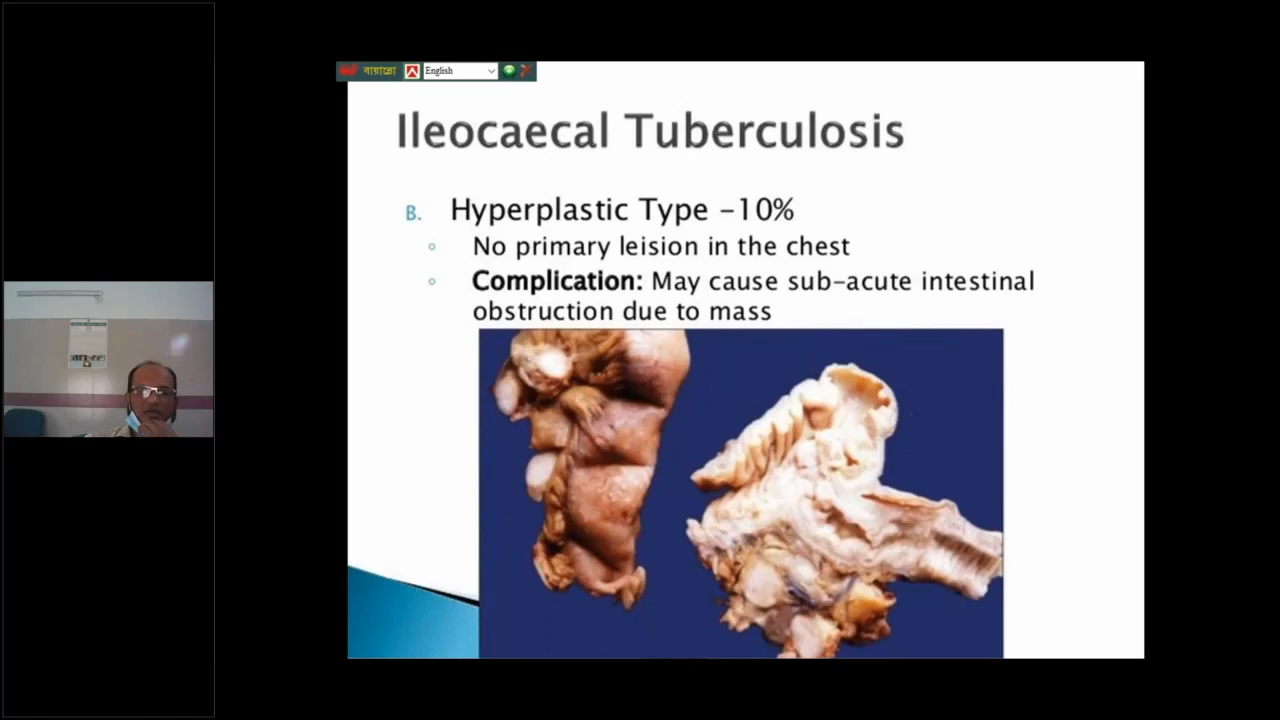 বায়ান্নো English
Ileocaecal Tuberculosis
B. Hyperplastic Type -10%
No primary leision in the chest
Complication: May cause sub-acute intestinal
obstruction due to mass